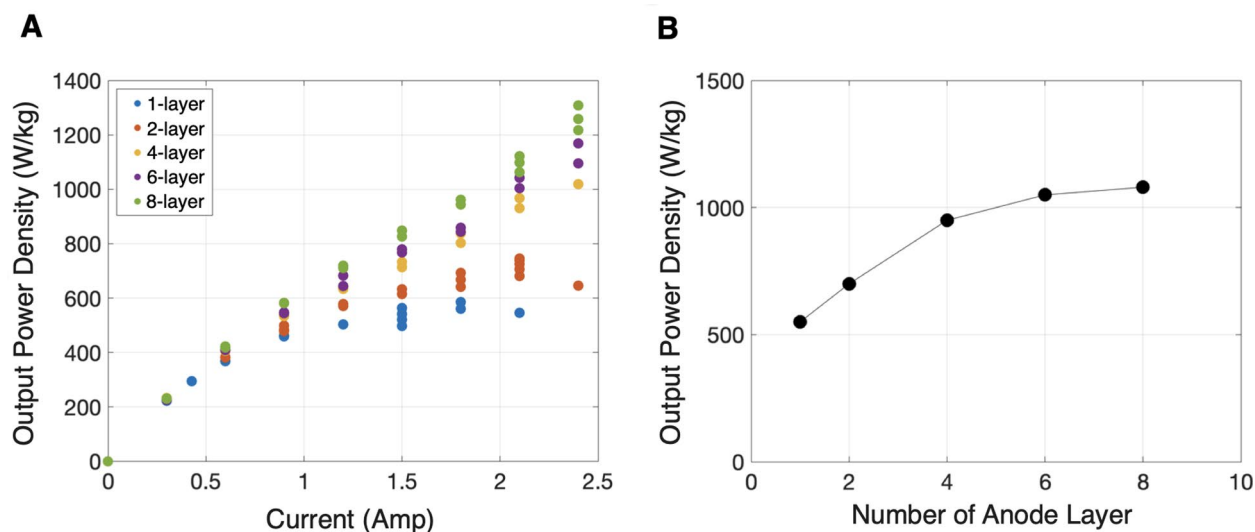 A
Output Power Density (W/kg)
1400
1200
1000
800
600
400
200
0
1-layer
2-layer
4-layer
6-layer
8-layer
0 0.5 1 1.5 2 2.5
Current (Amp)
B
Output Power Density (W/kg)
1500
1000
500
0
0 2 4 6 8 10
Number of Anode Layer